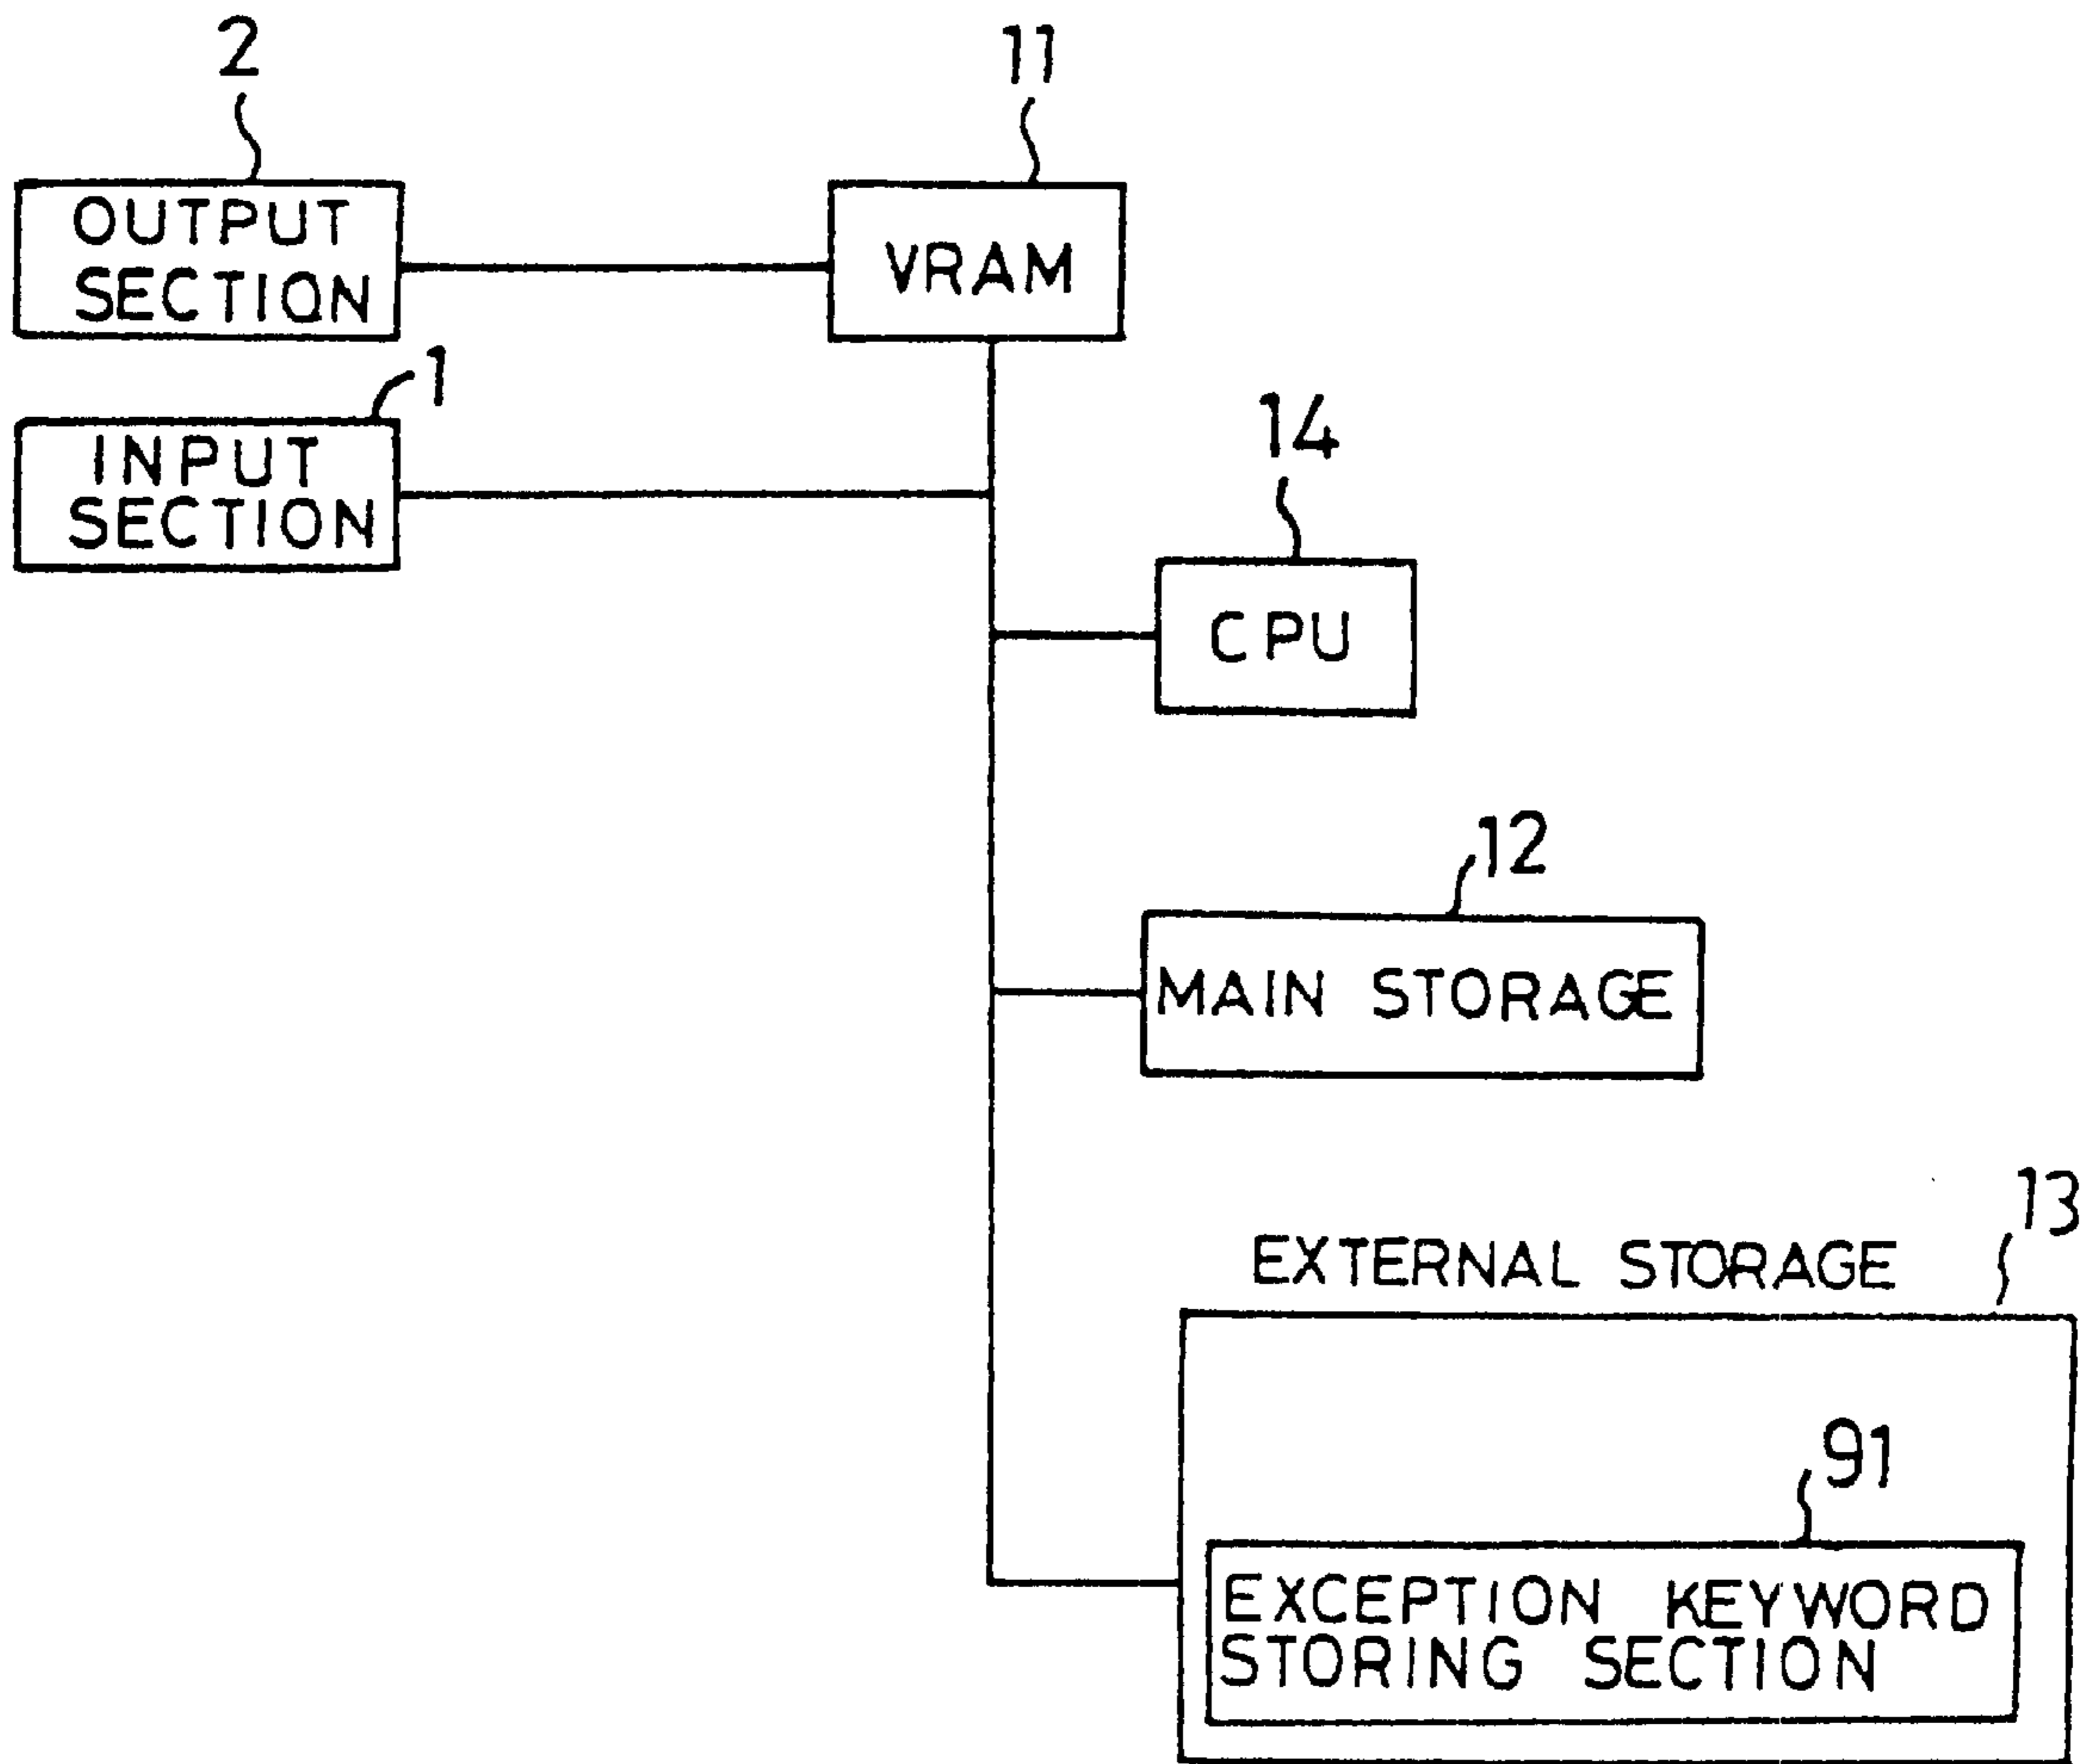 2
11
OUTPUT
SECTION
VRAM
1
INPUT
SECTION
14
CPU
12
MAIN STORAGE
13
EXTERNAL STORAGE
91
EXCEPTION KEYWORD
STORING SECTION